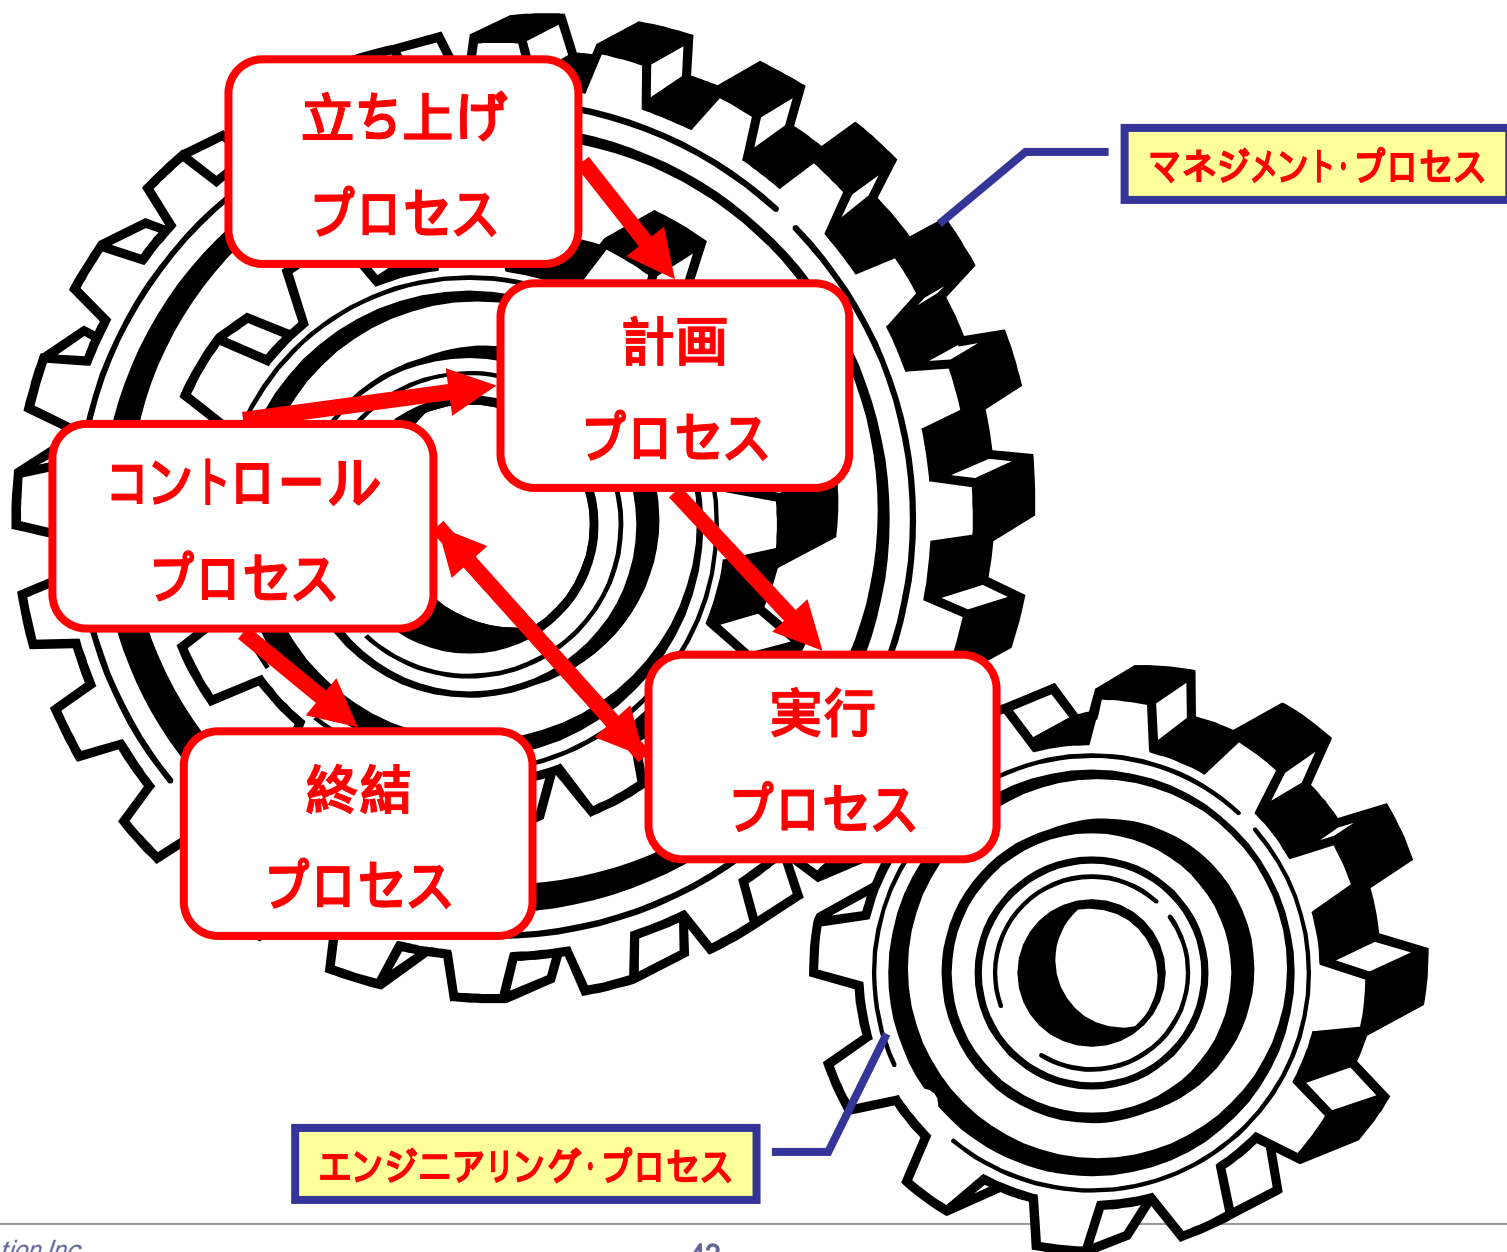 立ち上げ
プロセス
マネジメント・プロセス
計画
プロセス
コントロール
プロセス
実行
プロセス
終結
プロセス
エンジニアリング・プロセス
tion Inc
42